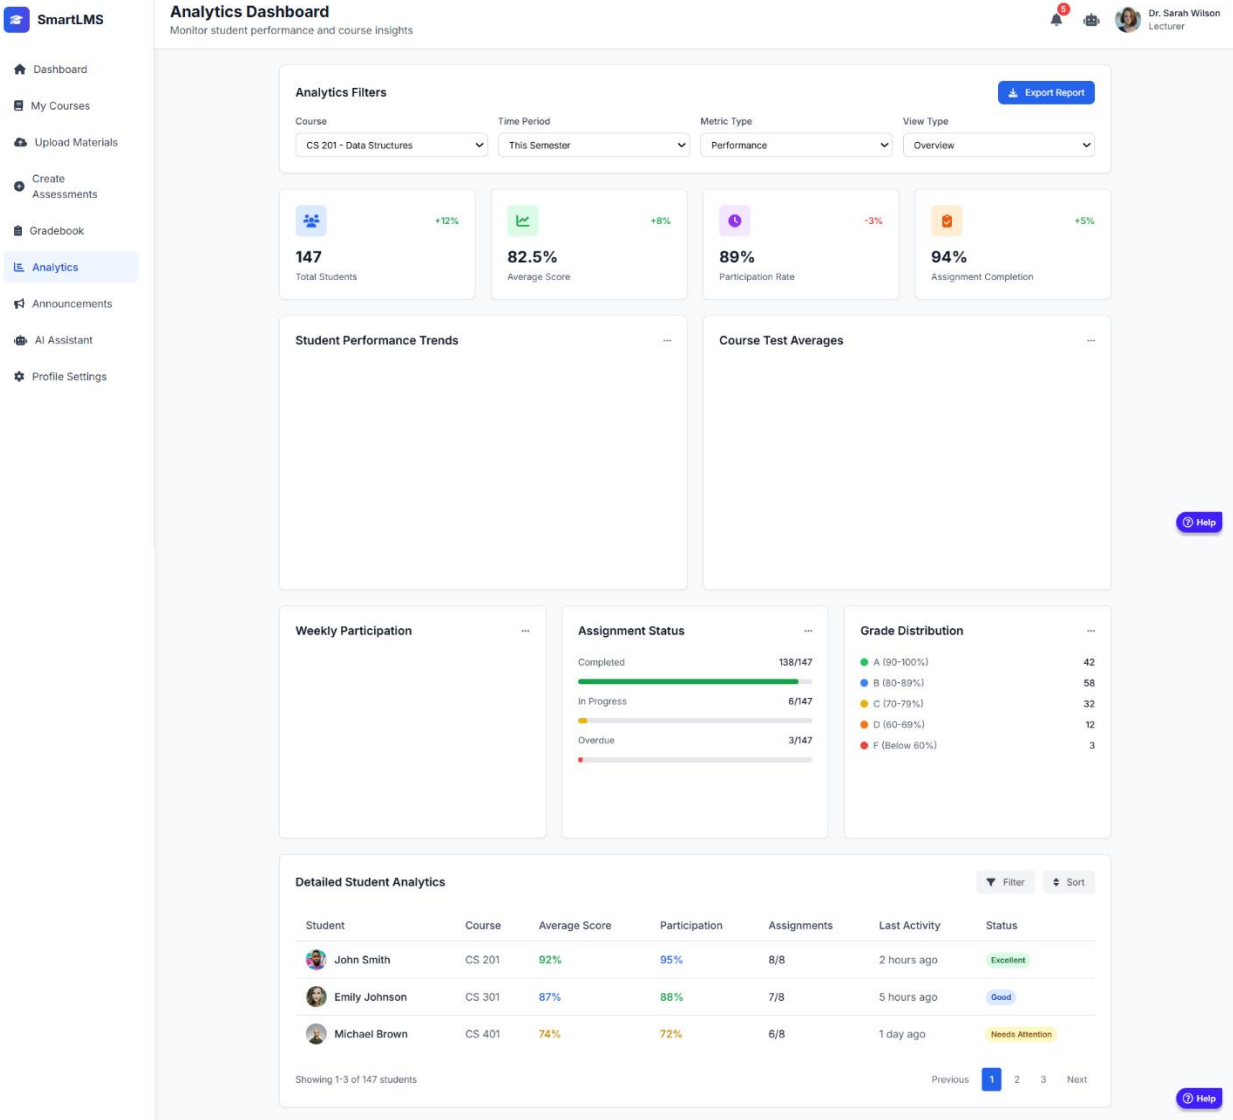 SmartLMS
Analytics Dashboard
Monitor student performance and course insights
5
Dr. Sarah Wilson
Lecturer
Dashboard
My Courses
Upload Materials
Create
Assessments
Gradebook
Analytics
Announcements
AI Assistant
Profile Settings
Analytics Filters
Export Report
Course
Time Period
Metric Type
View Type
CS 201 - Data Structures
This Semester
Performance
Overview
+12%
147
Total Students
+8%
82.5%
Average Score
-3%
89%
Participation Rate
+5%
94%
Assignment Completion
Student Performance Trends
...
Course Test Averages
...
Help
Weekly Participation
...
Assignment Status
...
Completed 138/147
In Progress 6/147
Overdue 3/147
Grade Distribution
...
A (90-100%) 42
B (80-89%) 58
C (70-79%) 32
D (60-69%) 12
F (Below 60%) 3
Detailed Student Analytics
Filter
Sort
Student Course Average Score Participation Assignments Last Activity Status
John Smith CS 201 92% 95% 8/8 2 hours ago Excellent
Emily Johnson CS 301 87% 88% 7/8 5 hours ago Good
Michael Brown CS 401 74% 72% 6/8 1 day ago Needs Attention
Showing 1-3 of 147 students
Previous 1 2 3 Next
Help